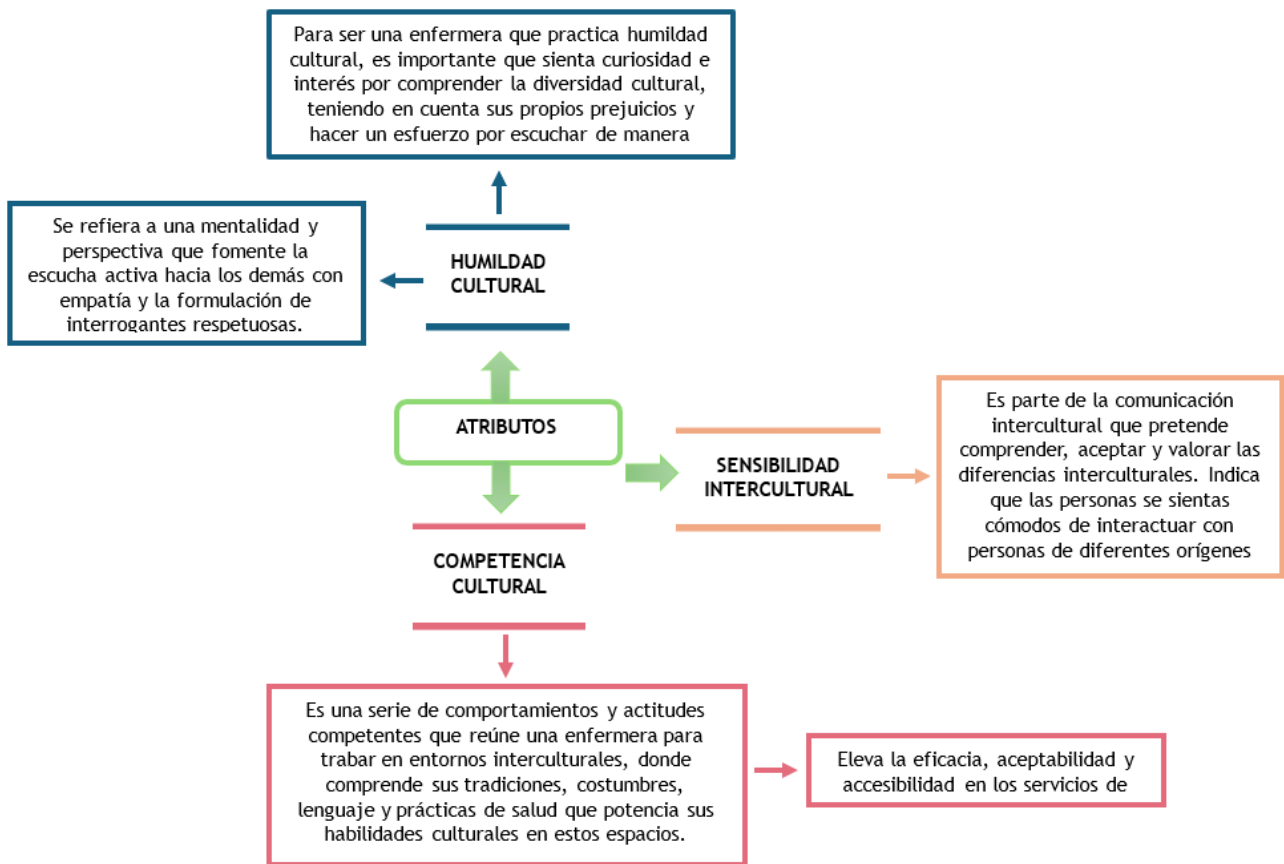 Para ser una enfermera que practica humildad
cultural, es importante que sienta curiosidad e
interés por comprender la diversidad cultural,
teniendo en cuenta sus propios prejuicios y
hacer un esfuerzo por escuchar de manera
Se refiera a una mentalidad y
perspectiva que fomente la
escucha activa hacia los demás con
empatía y la formulación de
interrogantes respetuosas.
HUMILDAD
CULTURAL
ATRIBUTOS
SENSIBILIDAD
INTERCULTURAL
Es parte de la comunicación
intercultural que pretende
comprender, aceptar y valorar las
diferencias interculturales. Indica
que las personas se sientas
cómodos de interactuar con
personas de diferentes orígenes
COMPETENCIA
CULTURAL
Es una serie de comportamientos y actitudes
competentes que reúne una enfermera para
trabar en entornos interculturales, donde
comprende sus tradiciones, costumbres,
lenguaje y prácticas de salud que potencia sus
habilidades culturales en estos espacios.
Eleva la eficacia, aceptabilidad y
accesibilidad en los servicios de